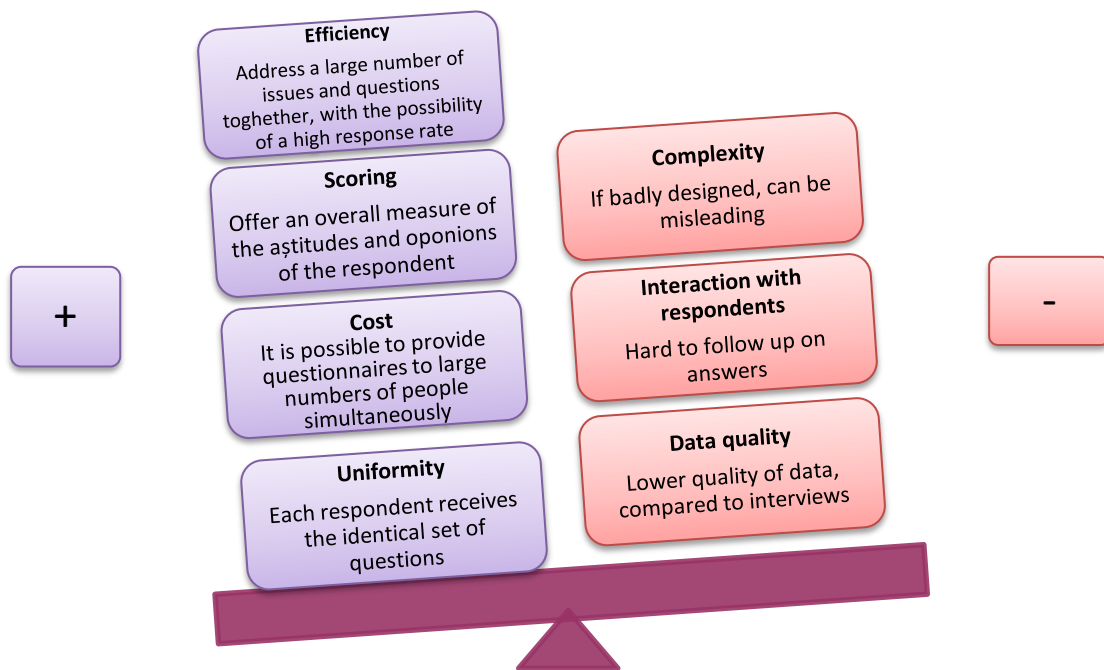 +
Efficiency
Address a large number of
issues and questions
toghether, with the possibility
of a high response rate
Scoring
Offer an overall measure of
the aștitudes and oponions
of the respondent
Cost
It is possible to provide
questionnaires to large
numbers of people
simultaneously
Uniformity
Each respondent receives
the identical set of
questions
Complexity
If badly designed, can be
misleading
Interaction with
respondents
Hard to follow up on
answers
Data quality
Lower quality of data,
compared to interviews
-